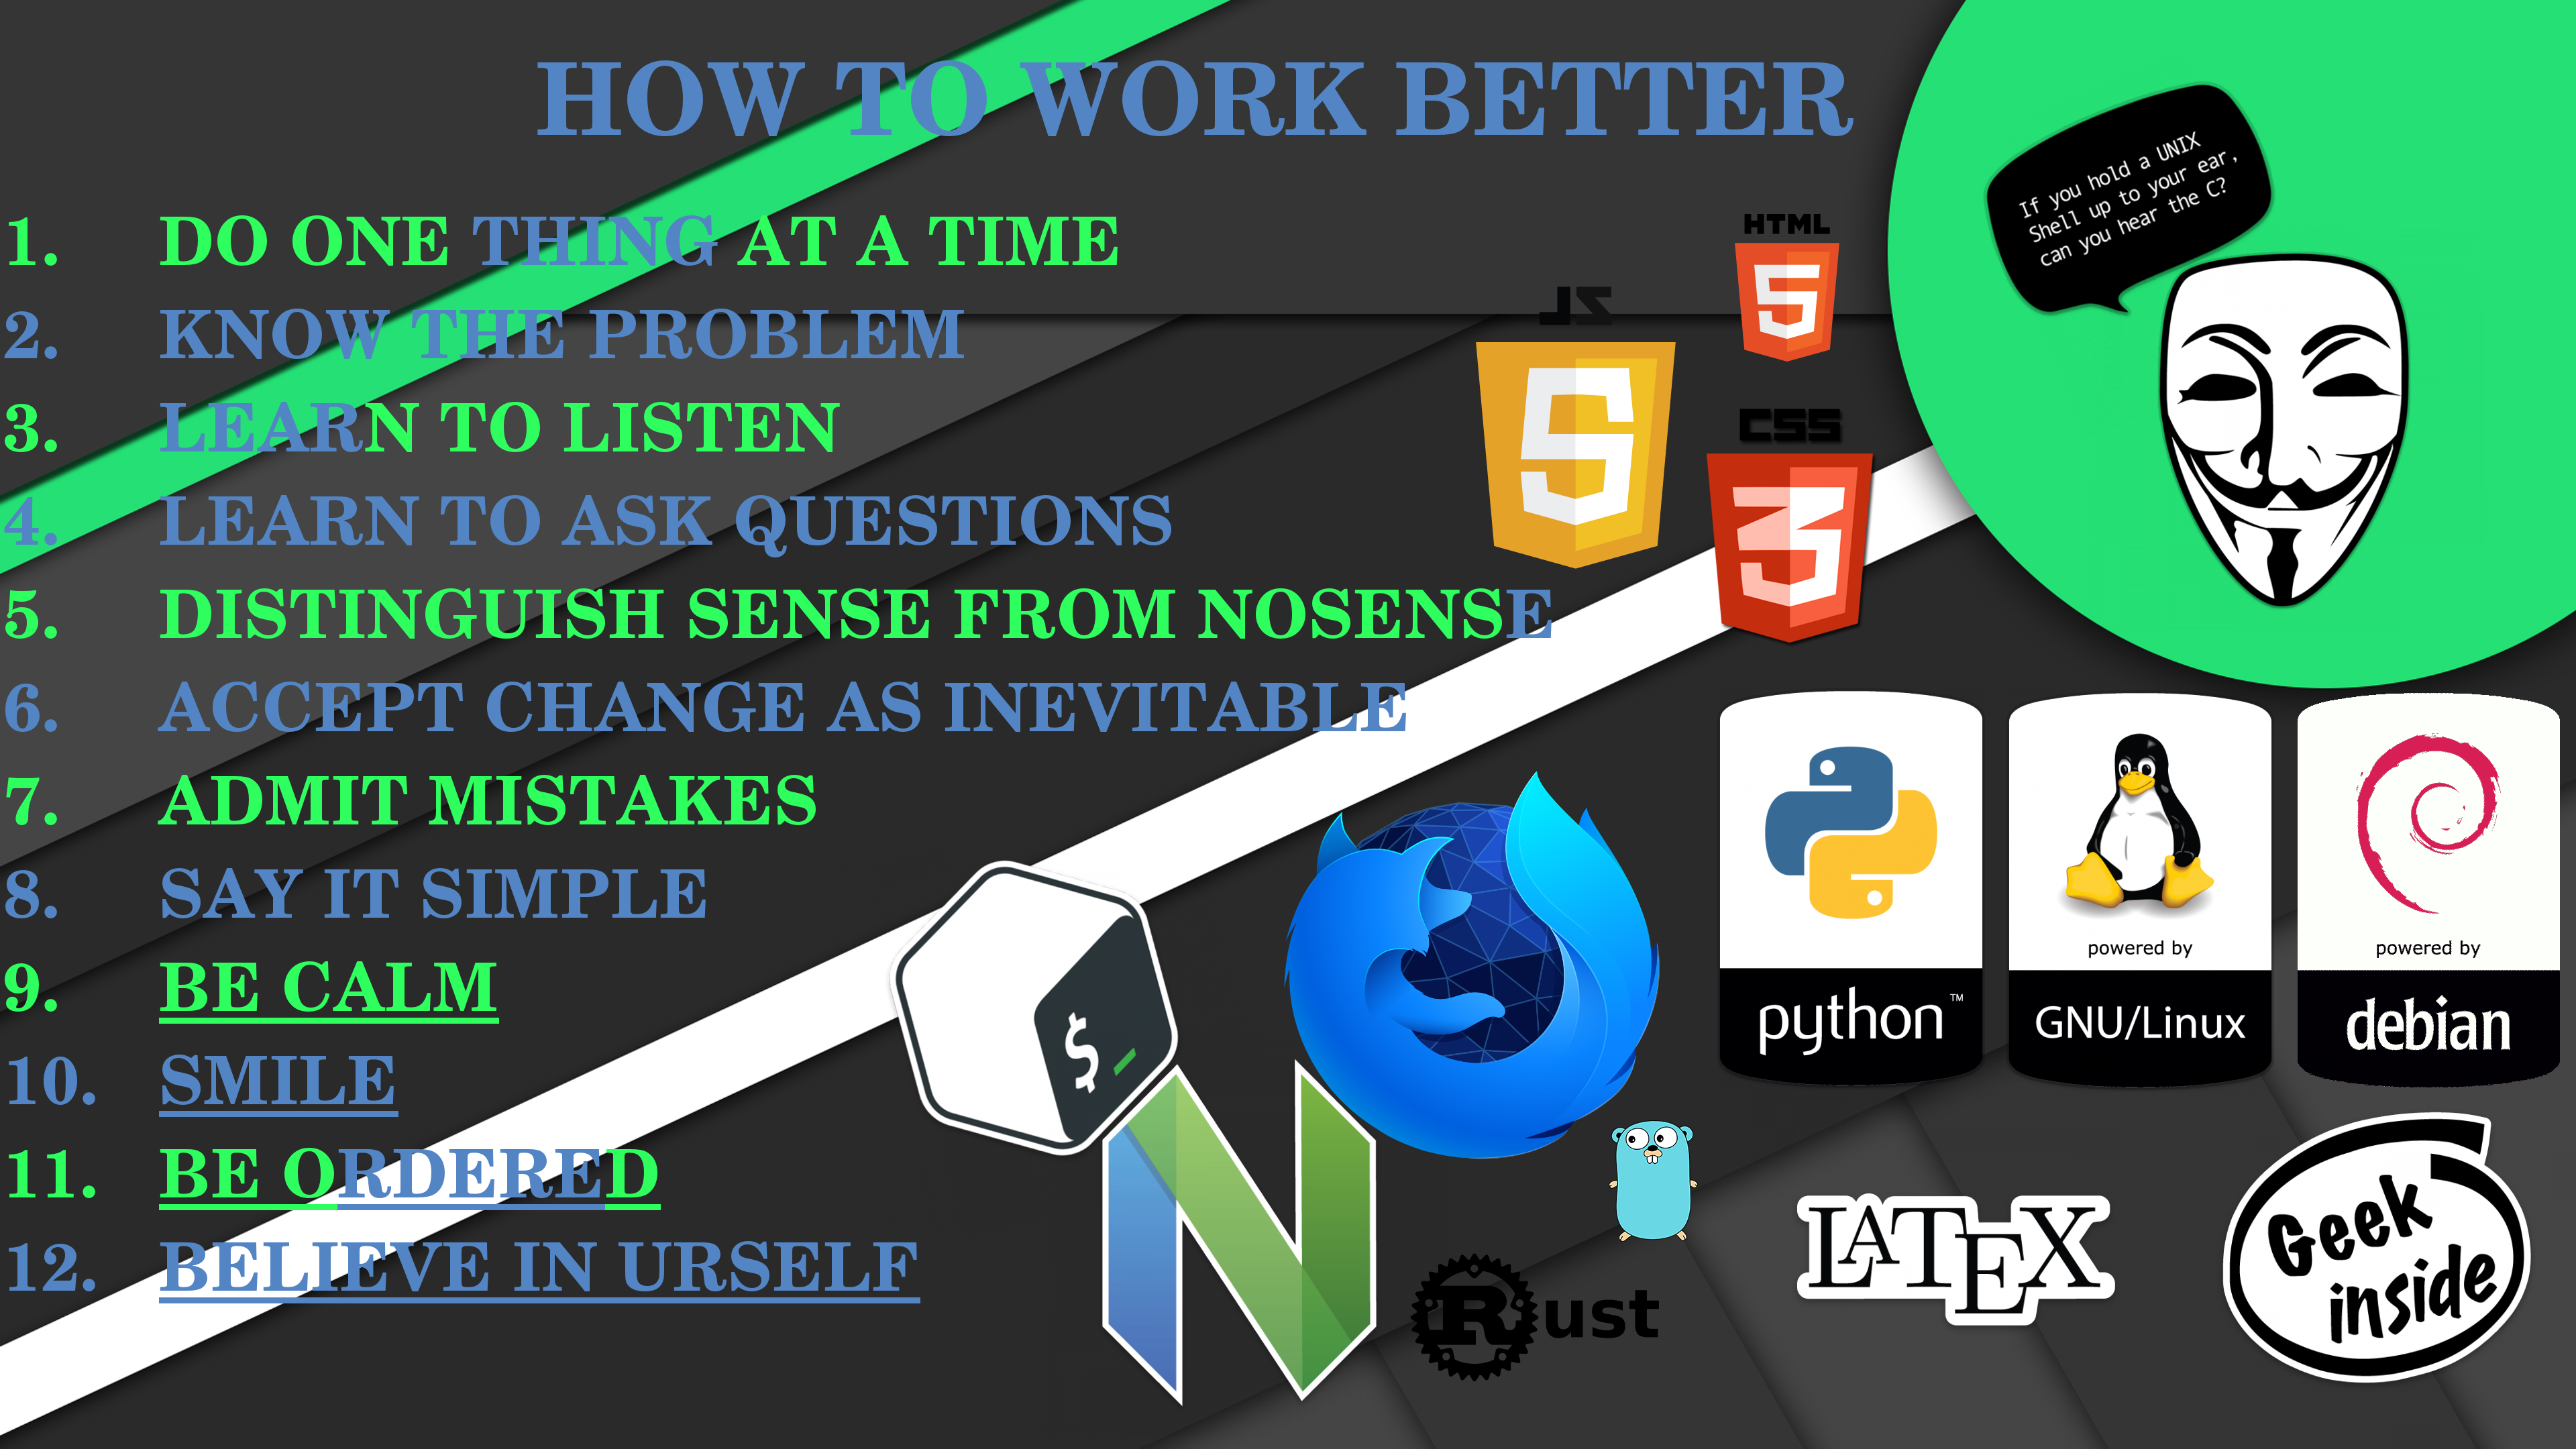 HOW TO WORK BETTER
1. DO ONE THING AT A TIME
2. KNOW THE PROBLEM
3. LEARN TO LISTEN
4. LEARN TO ASK QUESTIONS
5. DISTINGUISH SENSE FROM NOSENSE
6. ACCEPT CHANGE AS INEVITABLE
7. ADMIT MISTAKES
8. SAY IT SIMPLE
9. BE CALM
10. SMILE
11. BE ORDERED
12. BELIEVE IN URSELF
If you hold a UNIX
Shell up to your ear,
can you hear the C?
HTML
5
JS
5
CSS
3
python™
powered by
GNU/Linux
powered by
debian
$_
N
Rust
LATEX
Geek
inside